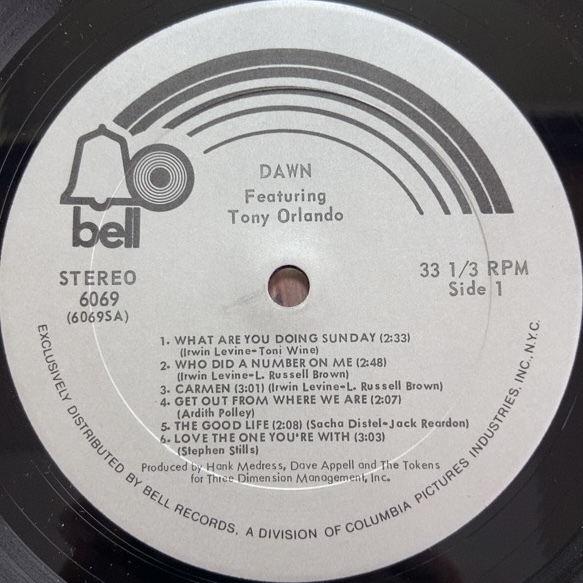 bell
DAWN
Featuring
Tony Orlando
STEREO
6069
(6069SA)
33 1/3 RPM
Side 1
1. WHAT ARE YOU DOING SUNDAY (2:33)
(Irwin Levine-Toni Wine)
2. WHO DID A NUMBER ON ME (2:48)
(Irwin Levine-L. Russell Brown)
3. CARMEN (3:01) (Irwin Levine-L. Russell Brown)
4. GET OUT FROM WHERE WE ARE (2:07)
(Ardith Polley)
5. THE GOOD LIFE (2:08) (Sacha Distel-Jack Reardon)
6. LOVE THE ONE YOU'RE WITH (3:03)
(Stephen Stills)
Produced by Hank Medress, Dave Appell and The Tokens
for Three Dimension Management, Inc.
EXCLUSIVELY DISTRIBUTED BY BELL RECORDS, A DIVISION OF COLUMBIA PICTURES INDUSTRIES, INC., N.Y.C.